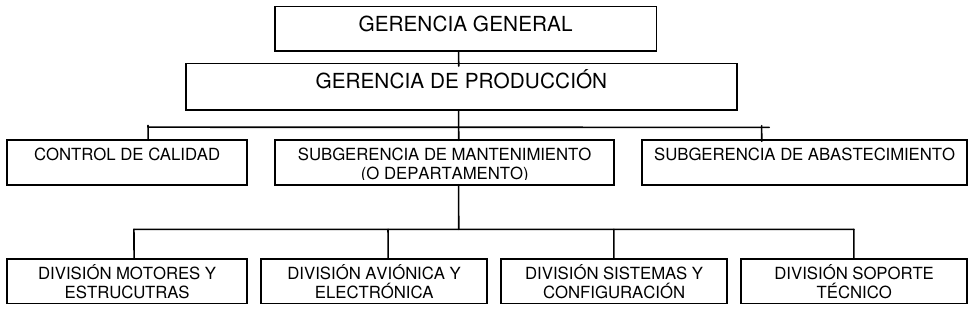 GERENCIA GENERAL
GERENCIA DE PRODUCCIÓN
CONTROL DE CALIDAD
SUBGERENCIA DE MANTENIMIENTO
(O DEPARTAMENTO)
SUBGERENCIA DE ABASTECIMIENTO
DIVISIÓN MOTORES Y
ESTRUCUTRAS
DIVISIÓN AVIÓNICA Y
ELECTRÓNICA
DIVISIÓN SISTEMAS Y
CONFIGURACIÓN
DIVISIÓN SOPORTE
TÉCNICO